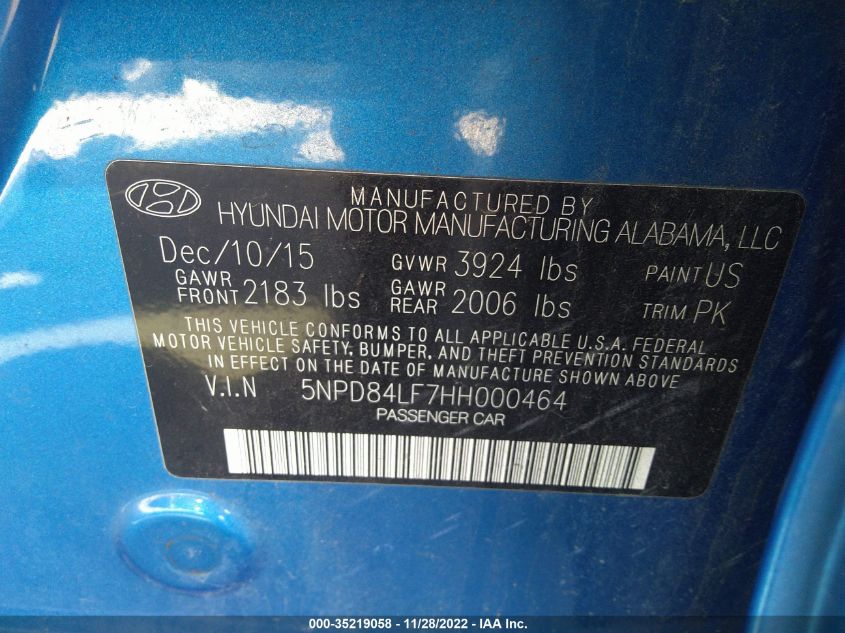 MANUFACTURED BY
HYUNDAI MOTOR MANUFACTURING ALABAMA, LLC
Dec/10/15 GVWR 3924 lbs PAINT US
GAWR FRONT 2183 lbs GAWR REAR 2006 lbs TRIM PK
THIS VEHICLE CONFORMS TO ALL APPLICABLE U.S.A. FEDERAL
MOTOR VEHICLE SAFETY, BUMPER, AND THEFT PREVENTION STANDARDS
IN EFFECT ON THE DATE OF MANUFACTURE SHOWN ABOVE
V.I.N 5NPD84LF7HH000464
PASSENGER CAR
000-35219058 - 11/28/2022 - IAA Inc.